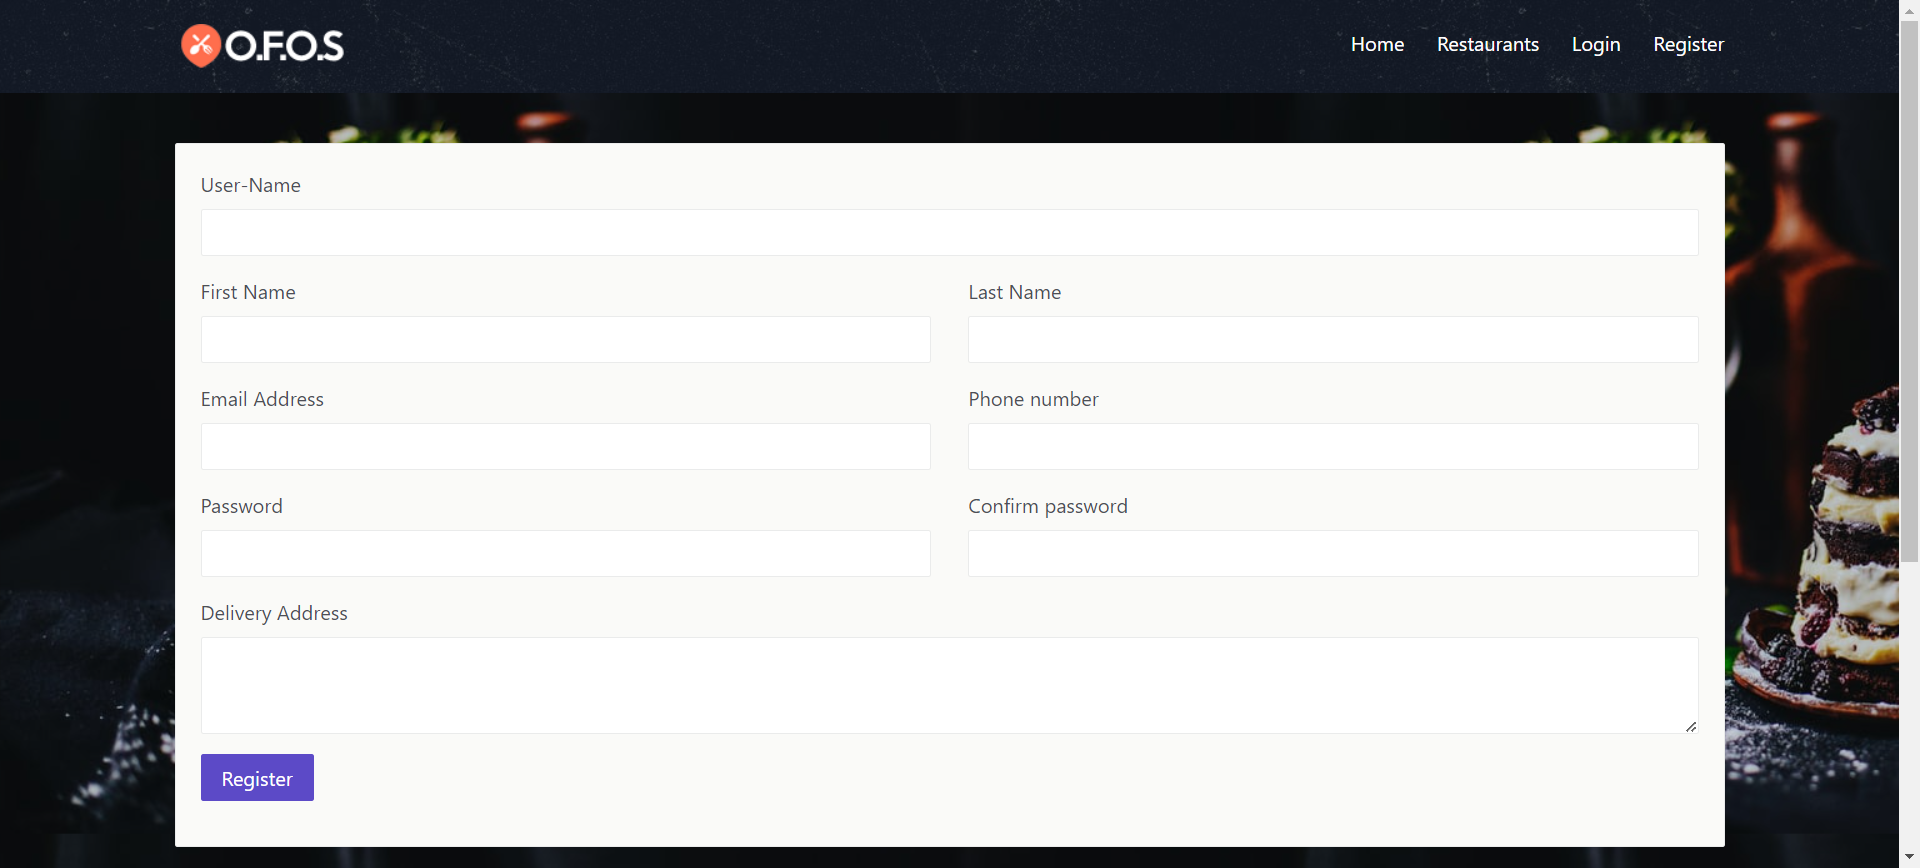 O.F.O.S
Home Restaurants Login Register
User-Name
First Name Last Name
Email Address Phone number
Password Confirm password
Delivery Address
Register